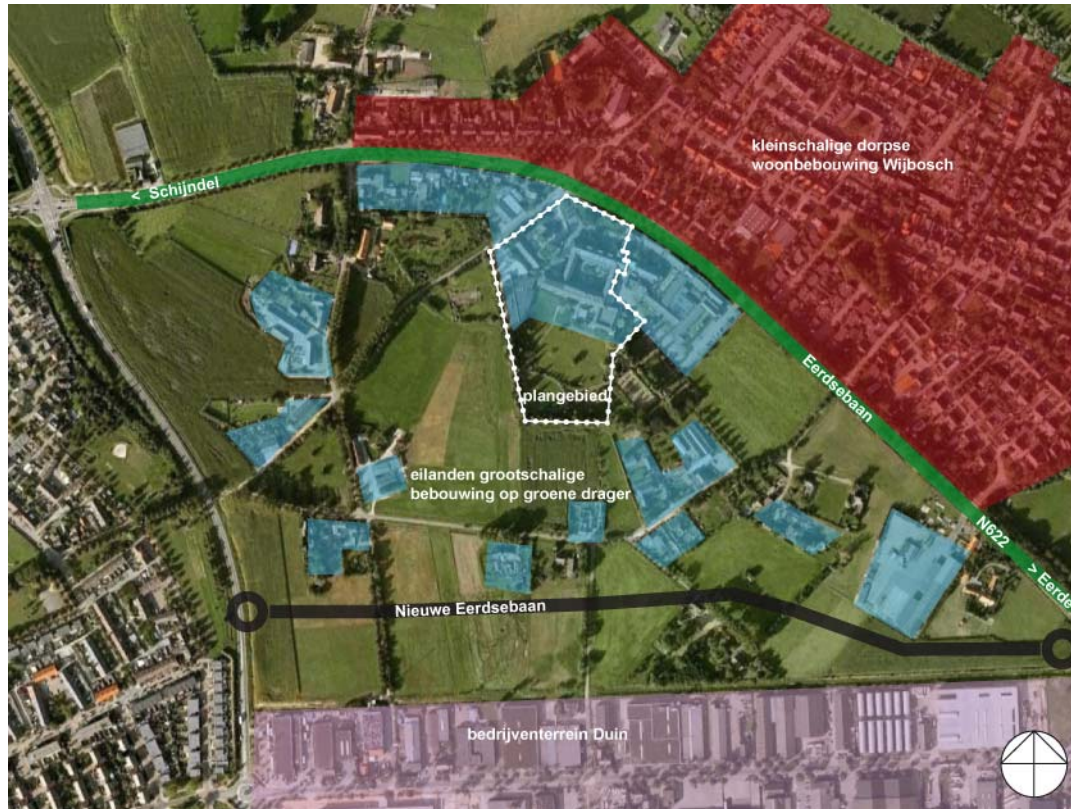 kleinschalige dorpse
woonbebouwing Wijbosch
< Schijndel
Eerdsebaan
plangebied
eilanden grootschalige
bebouwing op groene drager
N622
> Eerde
Nieuwe Eerdsebaan
bedrijventerrein Duin